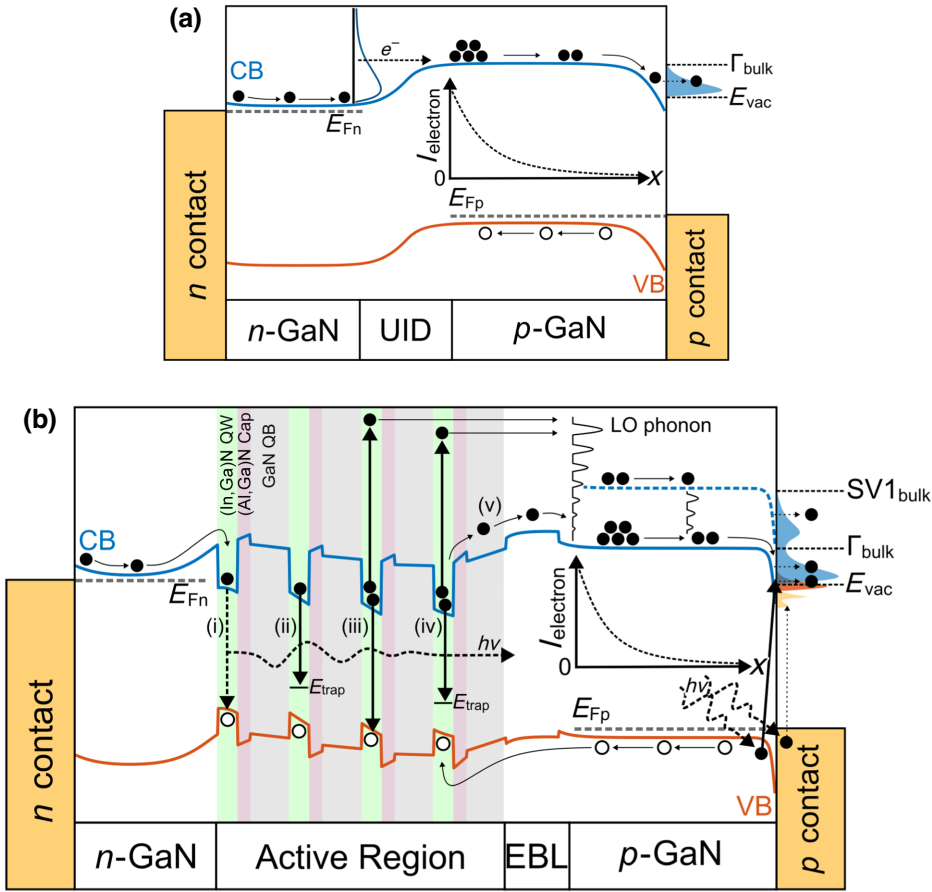 (a)
CB
e⁻
Γbulk
Evac
EFn
Ielectron
0
x
EFp
VB
n contact
p contact
n-GaN
UID
p-GaN
(b)
(In,Ga)N QW
(Al,Ga)N Cap
GaN QB
LO phonon
SV1bulk
(v)
CB
Γbulk
Evac
EFn
(i)
(ii)
(iii)
(iv)
hν
Ielectron
0
x
Etrap
Etrap
hν
EFp
VB
n contact
p contact
n-GaN
Active Region
EBL
p-GaN